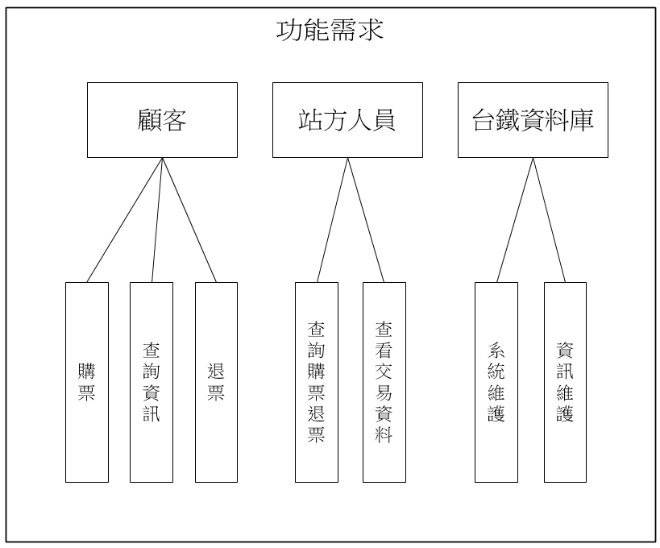 功能需求
顧客
站方人員
台鐵資料庫
購票
查詢資訊
退票
查詢購票退票
查看交易資料
系統維護
資訊維護